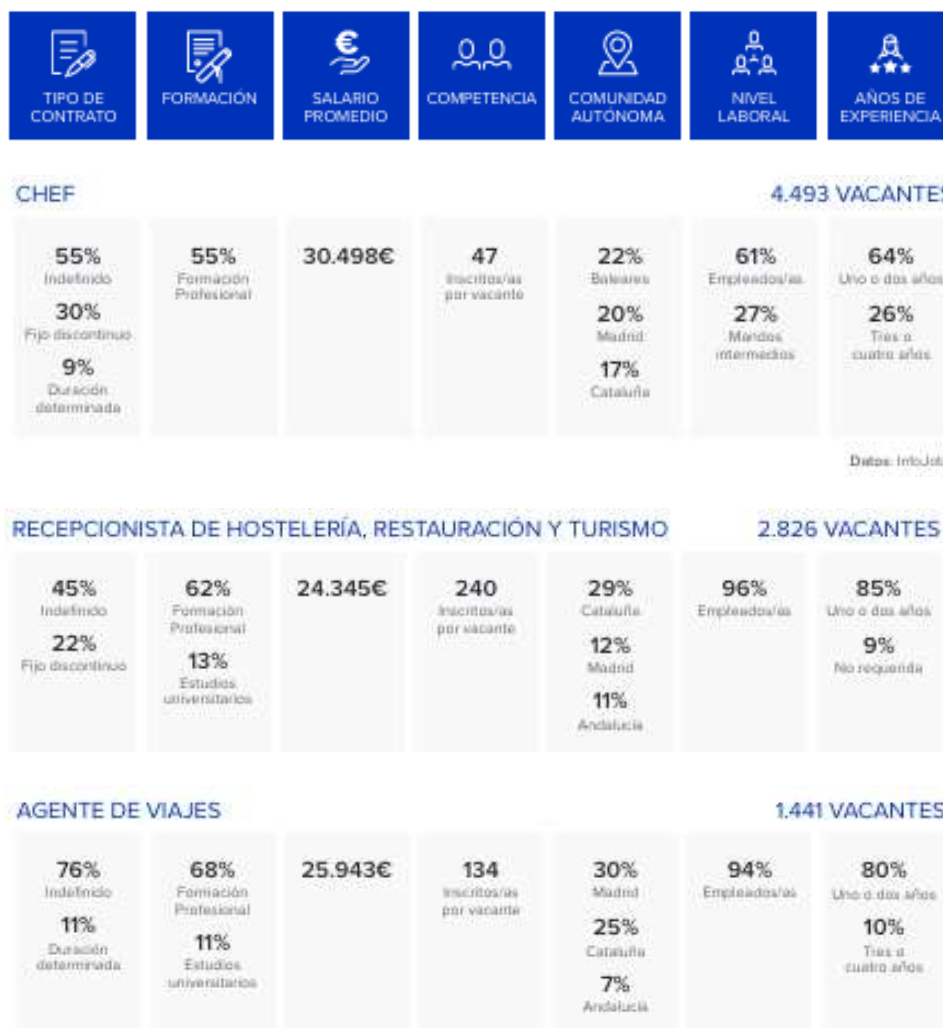 TIPO DE
CONTRATO
FORMACIÓN
SALARIO
PROMEDIO
COMPETENCIA
COMUNIDAD
AUTÓNOMA
NIVEL
LABORAL
AÑOS DE
EXPERIENCIA
CHEF
4.493 VACANTES
55%
Indefinido
30%
Fijo discontinuo
9%
Duración
determinada
55%
Formación
Profesional
30.498€
47
Inscritos/as
por vacante
22%
Baleares
20%
Madrid
17%
Cataluña
61%
Empleados/as
27%
Mandos
intermedios
64%
Uno o dos años
26%
Tres o
cuatro años
Datos: InfoJob
RECEPCIONISTA DE HOSTELERÍA, RESTAURACIÓN Y TURISMO
2.826 VACANTES
45%
Indefinido
22%
Fijo discontinuo
62%
Formación
Profesional
13%
Estudios
universitarios
24.345€
240
Inscritos/as
por vacante
29%
Cataluña
12%
Madrid
11%
Andalucía
96%
Empleados/as
85%
Uno o dos años
9%
No requerida
AGENTE DE VIAJES
1.441 VACANTES
76%
Indefinido
11%
Duración
determinada
68%
Formación
Profesional
11%
Estudios
universitarios
25.943€
134
Inscritos/as
por vacante
30%
Madrid
25%
Cataluña
7%
Andalucía
94%
Empleados/as
80%
Uno o dos años
10%
Tres o
cuatro años